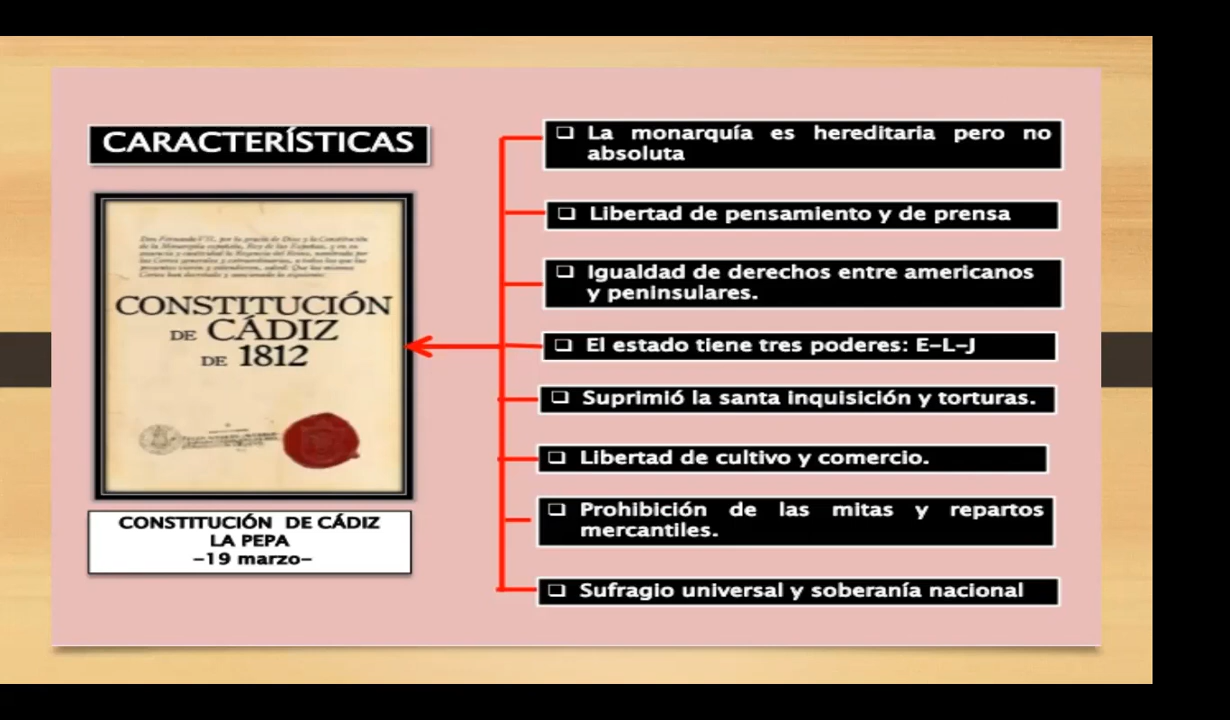 CARACTERÍSTICAS
CONSTITUCIÓN
DE CÁDIZ
DE 1812
CONSTITUCIÓN DE CÁDIZ
LA PEPA
-19 marzo-
La monarquía es hereditaria pero no
absoluta
Libertad de pensamiento y de prensa
Igualdad de derechos entre americanos
y peninsulares.
El estado tiene tres poderes: E-L-J
Suprimió la santa inquisición y torturas.
Libertad de cultivo y comercio.
Prohibición de las mitas y repartos
mercantiles.
Sufragio universal y soberanía nacional